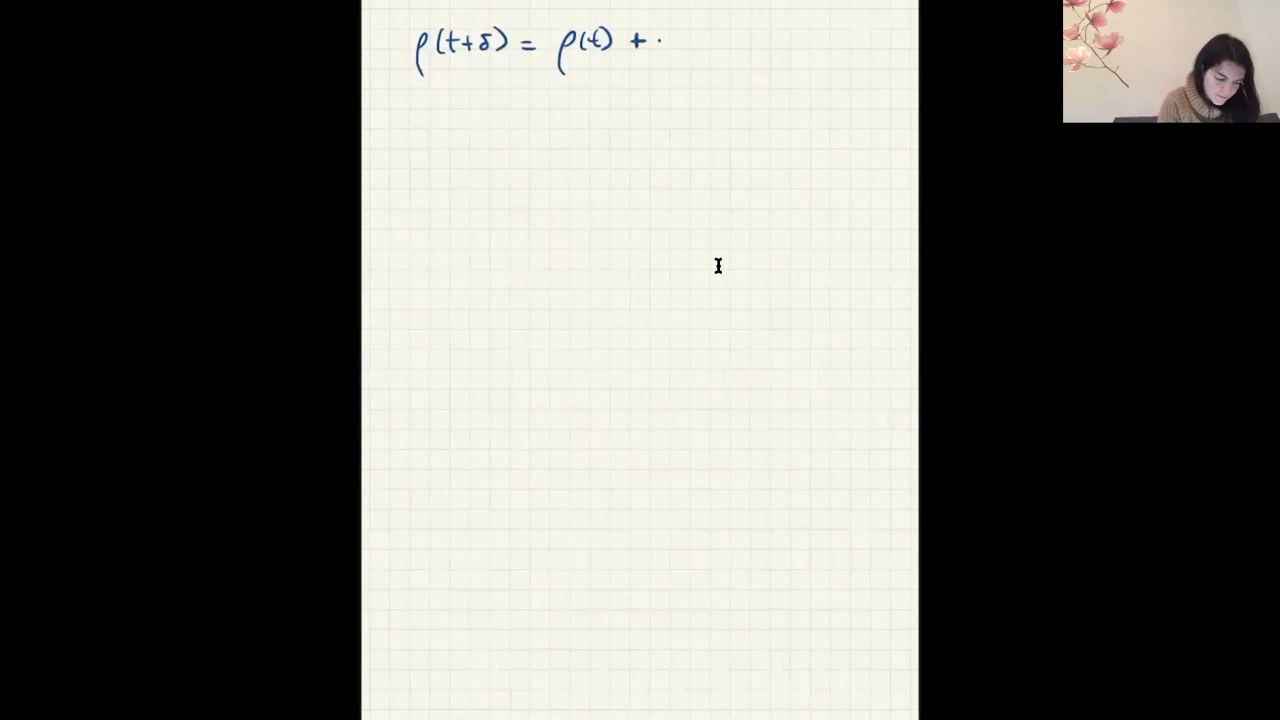 ρ(t+δ) = ρ(t) + ·